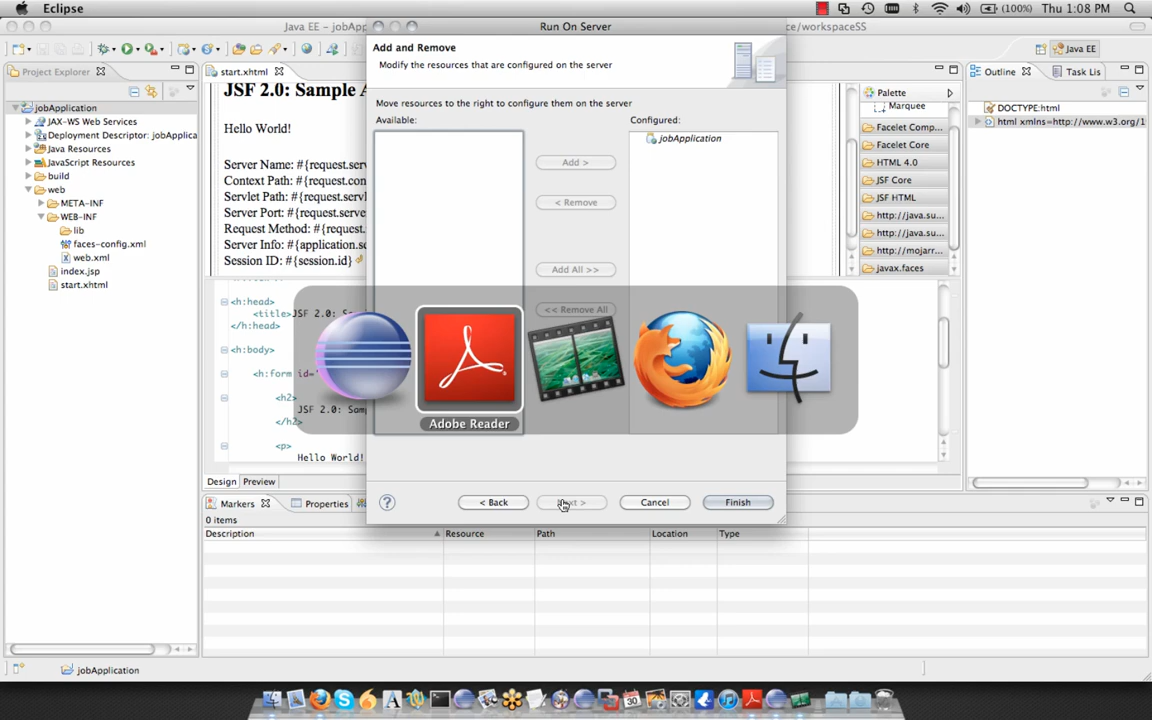 Eclipse
(100%) Thu 1:08 PM
Java EE – jobApp
Run On Server
/workspaceSS
Java EE
Project Explorer
start.xhtml
Add and Remove
Modify the resources that are configured on the server
Outline
Task Lis
jobApplication
JAX-WS Web Services
Deployment Descriptor: jobApplica
Java Resources
JavaScript Resources
build
web
META-INF
WEB-INF
lib
faces-config.xml
web.xml
index.jsp
start.xhtml
JSF 2.0: Sample A
Hello World!
Server Name: #{request.serv
Context Path: #{request.con
Servlet Path: #{request.serv
Server Port: #{request.serve
Request Method: #{request
Server Info: #{application.se
Session ID: #{session.id}
Move resources to the right to configure them on the server
Available:
Configured:
jobApplication
Add >
< Remove
Add All >>
<< Remove All
Palette
Marquee
Facelet Comp...
Facelet Core
HTML 4.0
JSF Core
JSF HTML
http://java.su...
http://java.su...
http://mojarr...
javax.faces
DOCTYPE:html
html xmlns=http://www.w3.org/1
<h:head>
<title>JSF 2.0: S
</h:head>
<h:body>
<h:form id='
<h2>
JSF 2.0: Sam
</h2>
<p>
Hello World!
Adobe Reader
Design
Preview
< Back
Next >
Cancel
Finish
Markers
Properties
0 items
Description
Resource
Path
Location
Type
jobApplication